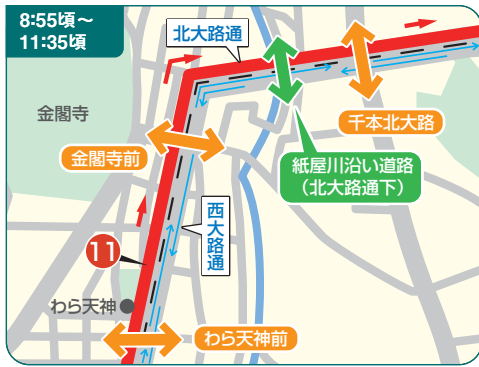 8:55頃~
11:35頃
北大路通
金閣寺
千本北大路
金閣寺前
紙屋川沿い道路
(北大路通下)
西大路通
11
わら天神
わら天神前